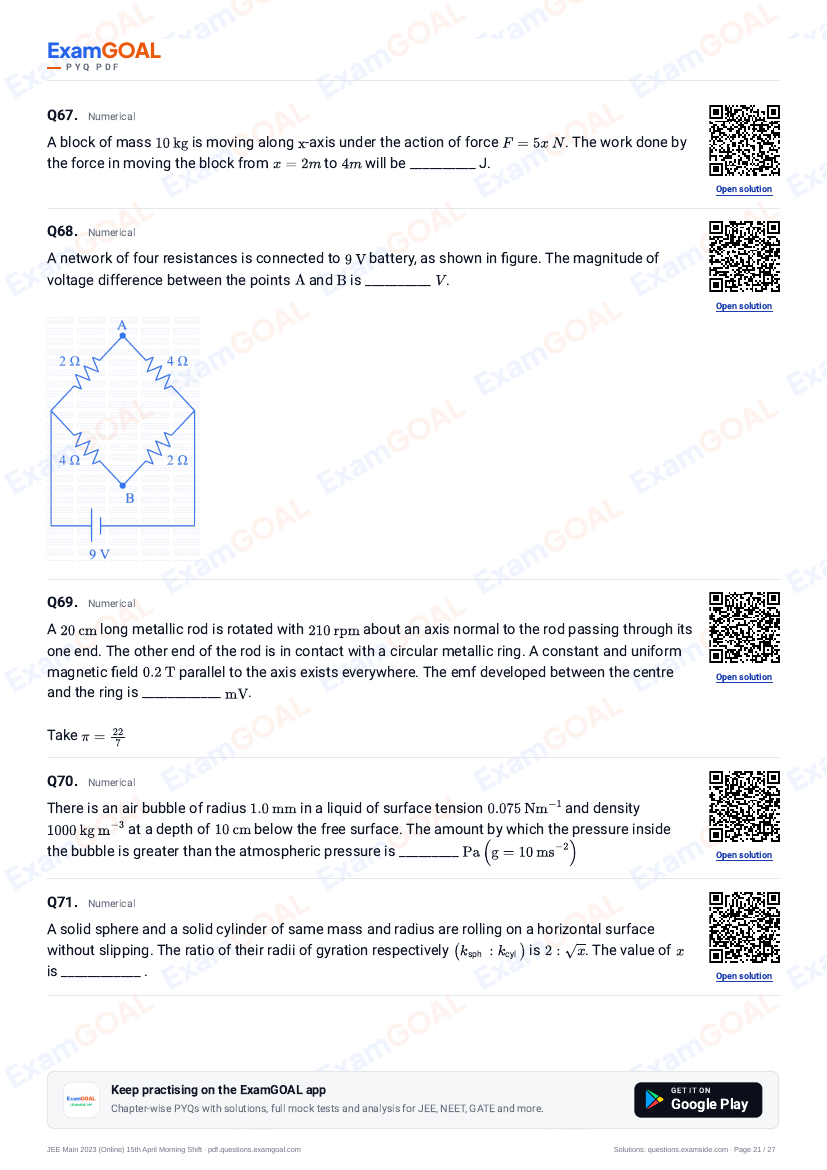 ExamGOAL
PYQ PDF
Q67. Numerical
A block of mass 10 kg is moving along x-axis under the action of force F = 5x N. The work done by
the force in moving the block from x = 2m to 4m will be __________ J.
Open solution
Q68. Numerical
A network of four resistances is connected to 9 V battery, as shown in figure. The magnitude of
voltage difference between the points A and B is __________ V.
Open solution
A
2 Ω
4 Ω
4 Ω
2 Ω
B
9 V
Q69. Numerical
A 20 cm long metallic rod is rotated with 210 rpm about an axis normal to the rod passing through its
one end. The other end of the rod is in contact with a circular metallic ring. A constant and uniform
magnetic field 0.2 T parallel to the axis exists everywhere. The emf developed between the centre
and the ring is ____________ mV.
Take π = 22/7
Open solution
Q70. Numerical
There is an air bubble of radius 1.0 mm in a liquid of surface tension 0.075 Nm⁻¹ and density
1000 kg m⁻³ at a depth of 10 cm below the free surface. The amount by which the pressure inside
the bubble is greater than the atmospheric pressure is _________ Pa (g = 10 ms⁻²)
Open solution
Q71. Numerical
A solid sphere and a solid cylinder of same mass and radius are rolling on a horizontal surface
without slipping. The ratio of their radii of gyration respectively (k_sph : k_cyl) is 2 : √x. The value of x
is ____________ .
Open solution
Keep practising on the ExamGOAL app
Chapter-wise PYQs with solutions, full mock tests and analysis for JEE, NEET, GATE and more.
GET IT ON
Google Play
JEE Main 2023 (Online) 15th April Morning Shift · pdf.questions.examgoal.com
Solutions: questions.examside.com · Page 21 / 27